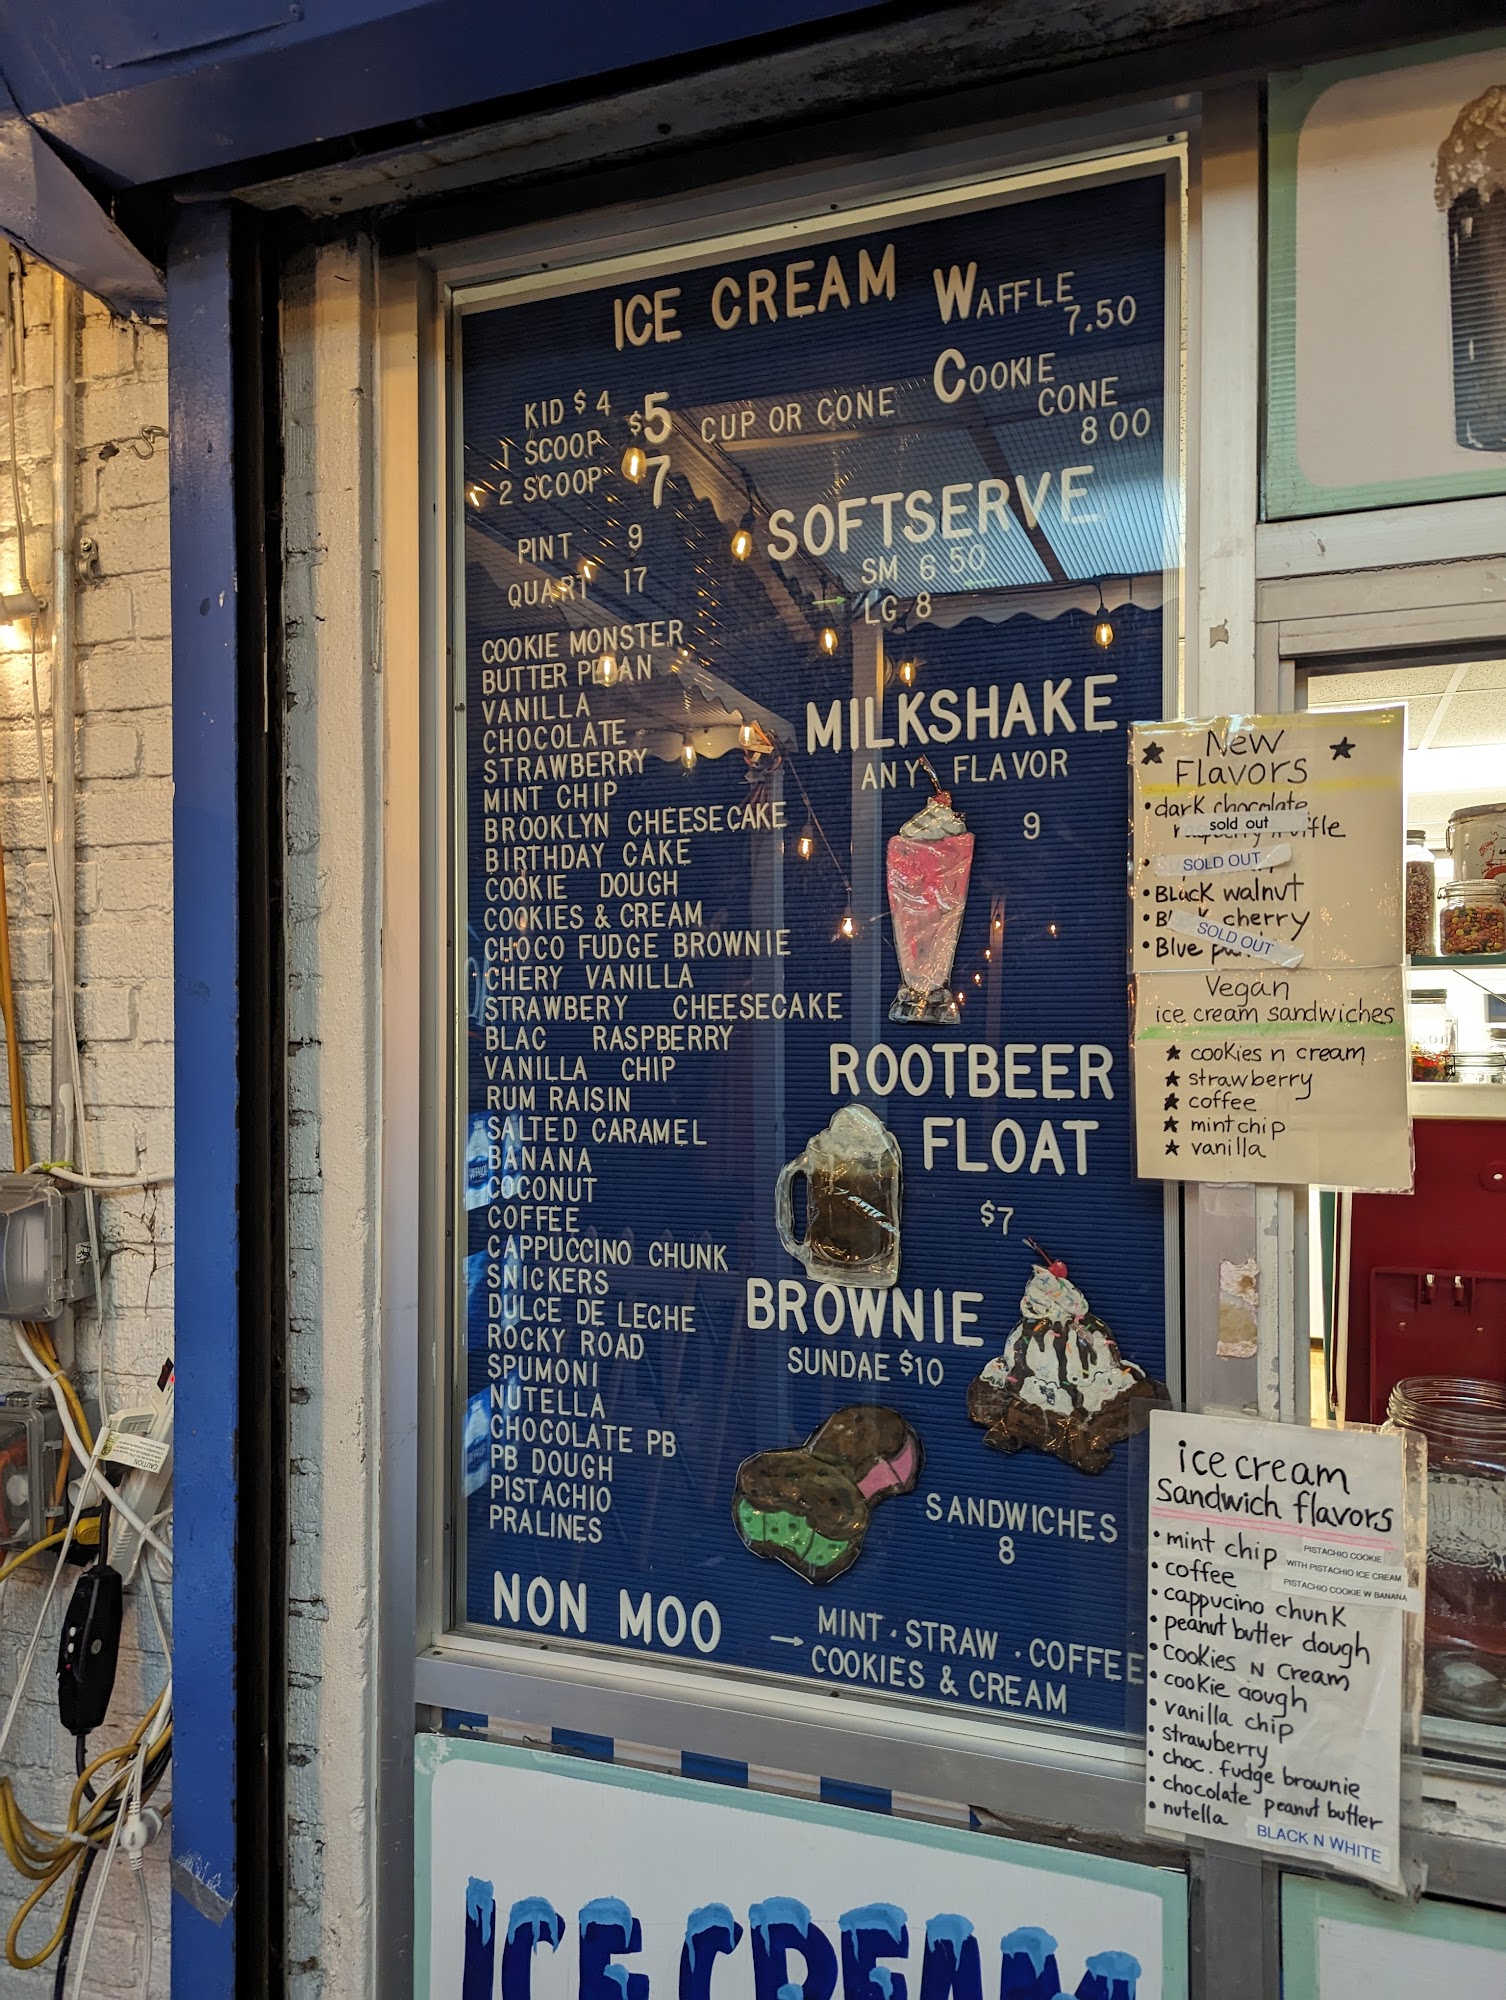 ICE CREAM
KID $4
1 SCOOP $5
2 SCOOP 7
CUP OR CONE
PINT 9
QUART 17
WAFFLE
7.50
COOKIE
CONE
8 00
COOKIE MONSTER
BUTTER PECAN
VANILLA
CHOCOLATE
STRAWBERRY
MINT CHIP
BROOKLYN CHEESECAKE
BIRTHDAY CAKE
COOKIE DOUGH
COOKIES & CREAM
CHOCO FUDGE BROWNIE
CHERY VANILLA
STRAWBERY CHEESECAKE
BLAC RASPBERRY
VANILLA CHIP
RUM RAISIN
SALTED CARAMEL
BANANA
COCONUT
COFFEE
CAPPUCCINO CHUNK
SNICKERS
DULCE DE LECHE
ROCKY ROAD
SPUMONI
NUTELLA
CHOCOLATE PB
PB DOUGH
PISTACHIO
PRALINES
SOFTSERVE
SM 6 50
LG 8
MILKSHAKE
ANY FLAVOR
9
ROOTBEER
FLOAT
$7
BROWNIE
SUNDAE $10
SANDWICHES
8
NON MOO → MINT . STRAW . COFFEE
COOKIES & CREAM
★ New ★
Flavors
• dark chocolate
sold out
SOLD OUT
• BLack walnut
cherry
SOLD OUT
• Blue
Vegan
ice cream sandwiches
★ cookies n cream
★ strawberry
★ coffee
★ mint chip
★ vanilla
ice cream
Sandwich flavors
• mint chip
• coffee
PISTACHIO COOKIE
WITH PISTACHIO ICE CREAM
PISTACHIO COOKIE W BANANA
• cappucino chunk
• peanut butter dough
• cookies N cream
• cookie dough
• vanilla chip
• strawberry
• choc. fudge brownie
• chocolate peanut butter
• nutella
BLACK N WHITE
ICE CREAM
CAUTION